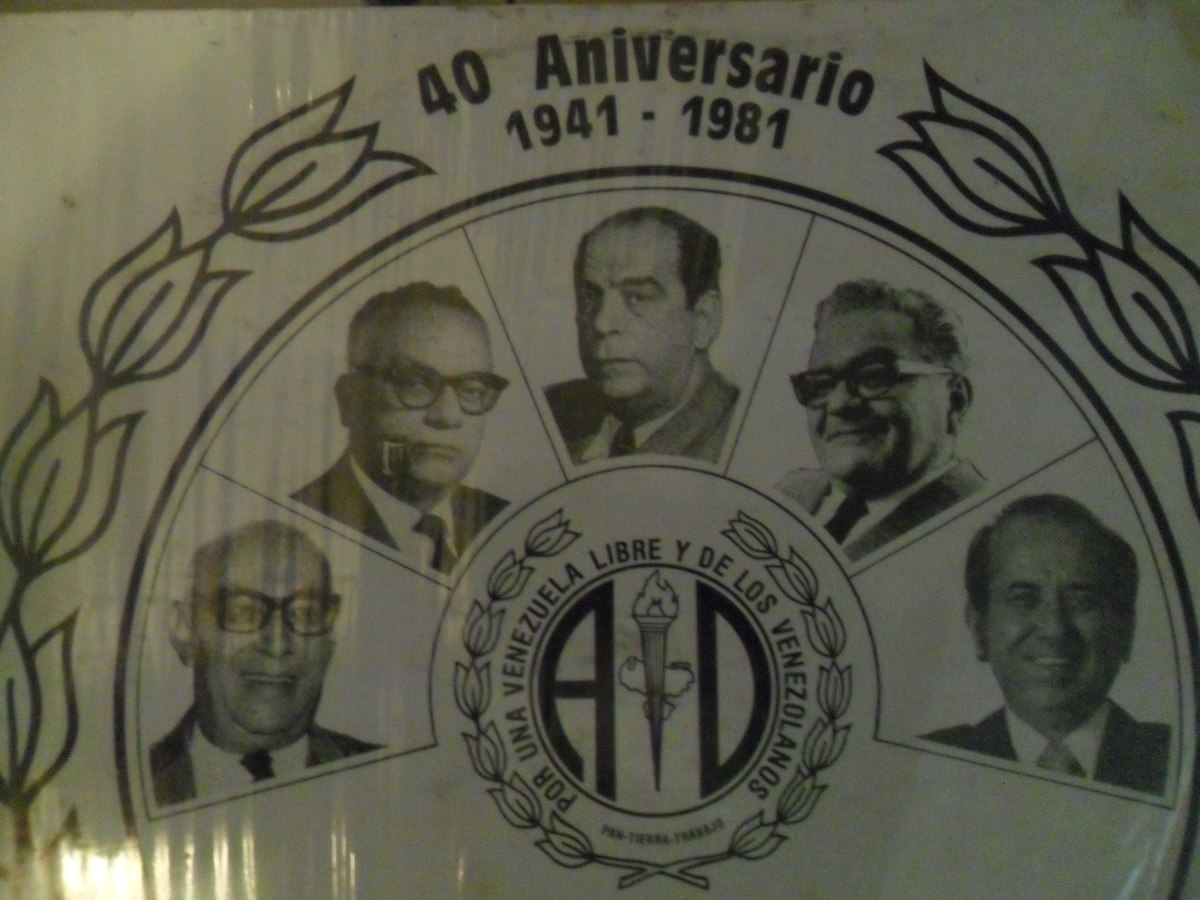 40 Aniversario
1941 - 1981
POR UNA VENEZUELA LIBRE Y DE LOS VENEZOLANOS
AD
PAN-TIERRA-TRABAJO